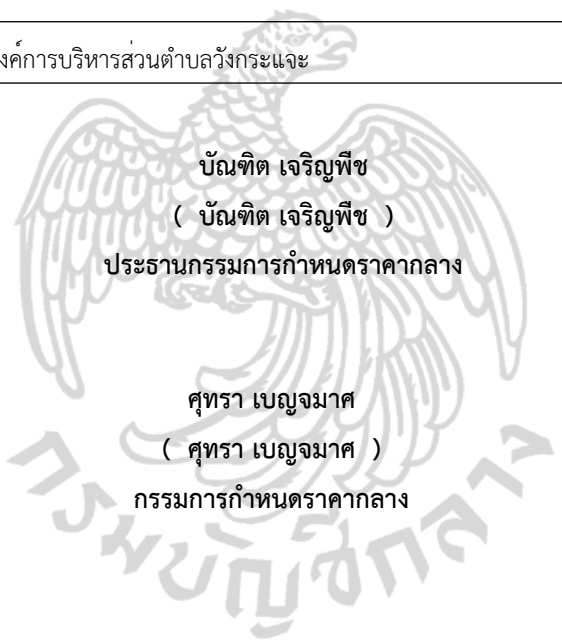 งค์การบริหารส่วนตำบลวังกระแจะ
บัณฑิต เจริญพืช
( บัณฑิต เจริญพืช )
ประธานกรรมการกำหนดราคากลาง
ศุทรา เบญจมาศ
( ศุทรา เบญจมาศ )
กรรมการกำหนดราคากลาง
กรมบัญชีกลาง